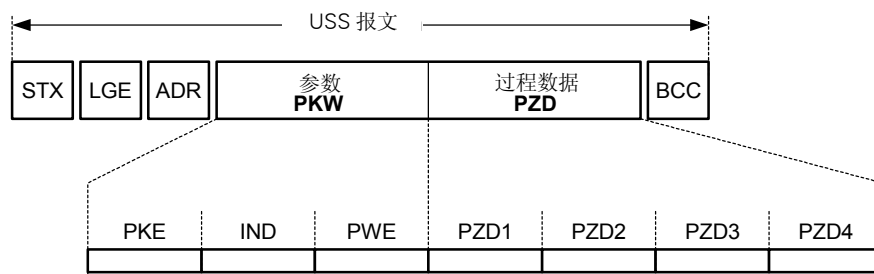 USS 报文
STX LGE ADR 参数 PKW 过程数据 PZD BCC
PKE IND PWE PZD1 PZD2 PZD3 PZD4